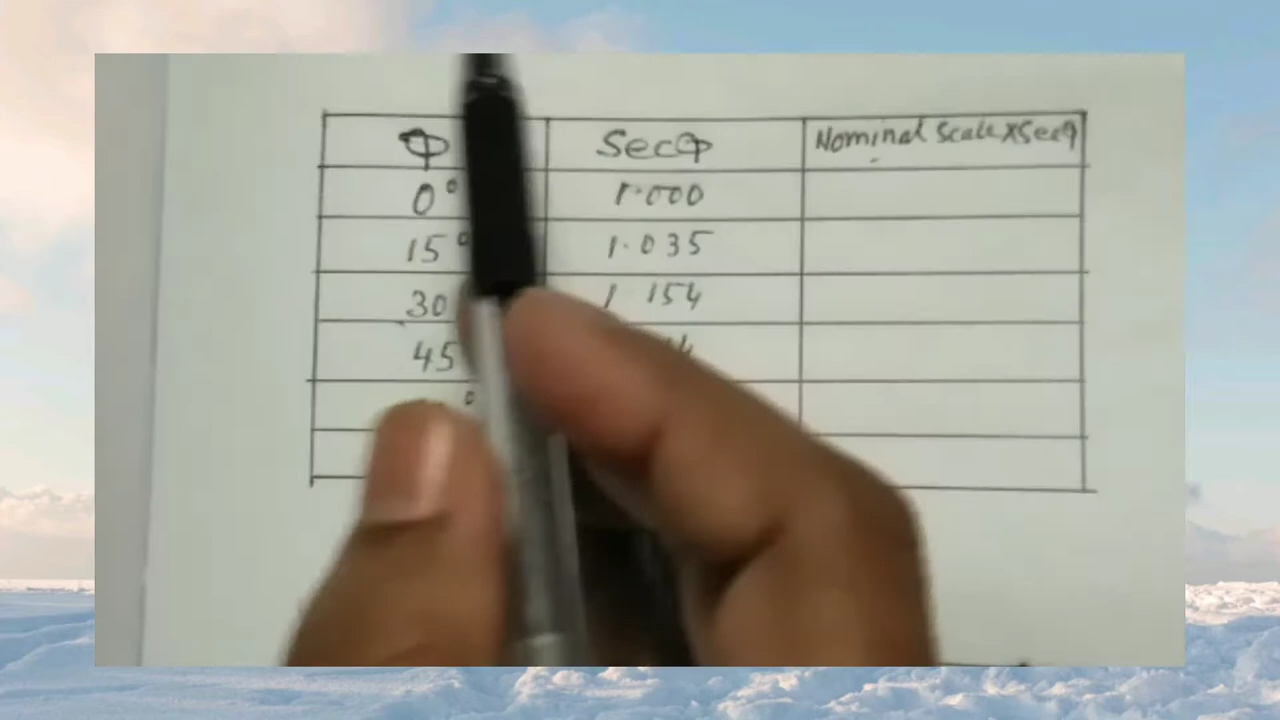 φ Secφ Nominal Scale x Secφ
0° 1.000
15° 1.035
30 1.154
45